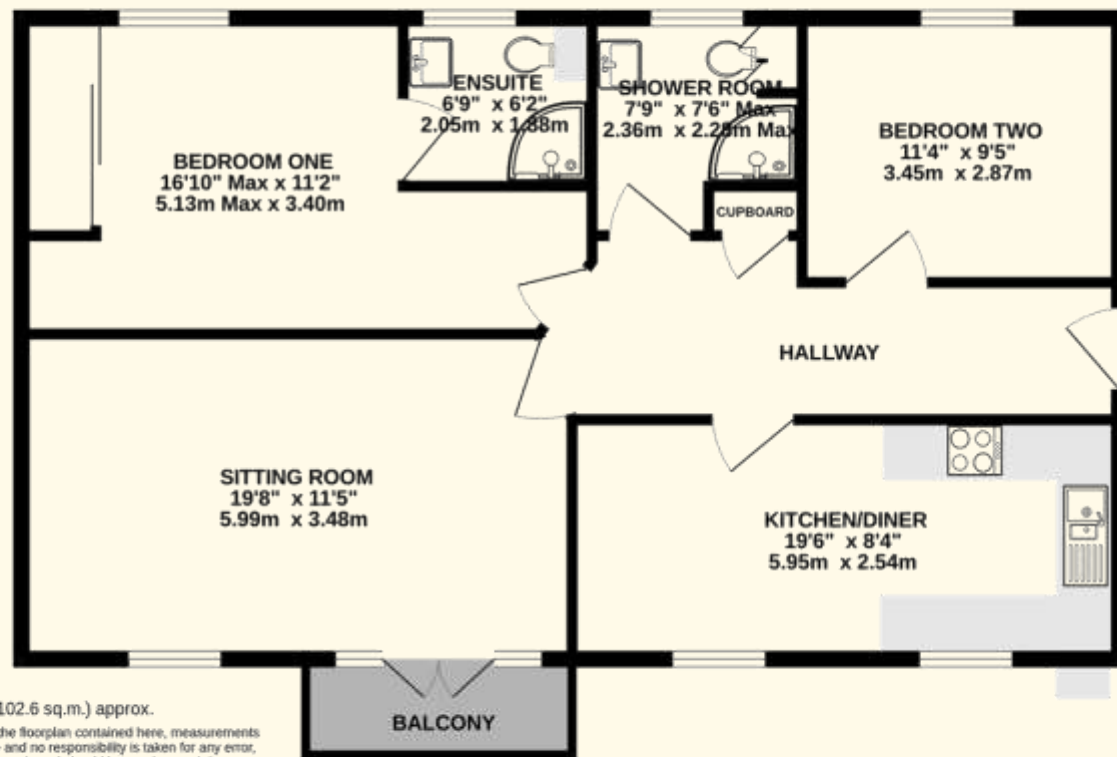 ENSUITE
6'9" x 6'2"
2.05m x 1.88m
SHOWER ROOM
7'9" x 7'6" Max
2.36m x 2.28m Max
BEDROOM TWO
11'4" x 9'5"
3.45m x 2.87m
BEDROOM ONE
16'10" Max x 11'2"
5.13m Max x 3.40m
CUPBOARD
HALLWAY
SITTING ROOM
19'8" x 11'5"
5.99m x 3.48m
KITCHEN/DINER
19'6" x 8'4"
5.95m x 2.54m
BALCONY
102.6 sq.m.) approx.
the floorplan contained here, measurements
and no responsibility is taken for any error,